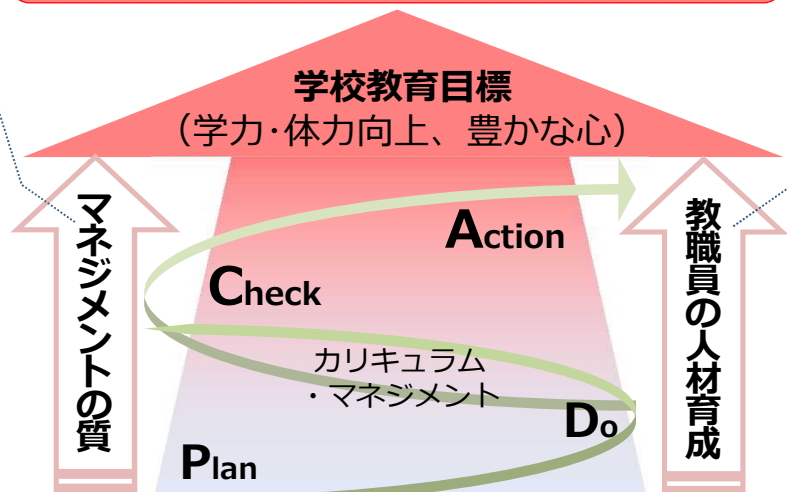 学校教育目標
（学力･体力向上、豊かな心）
マネジメントの質
教職員の人材育成
Action
Check
カリキュラム
・マネジメント
Do
Plan